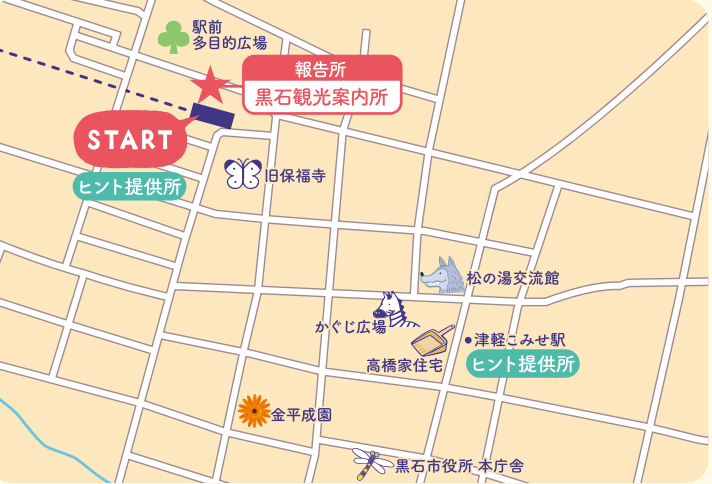 駅前
多目的広場
報告所
黒石観光案内所
START
ヒント提供所
旧保福寺
松の湯交流館
かぐじ広場
津軽こみせ駅
ヒント提供所
高橋家住宅
金平成園
黒石市役所 本庁舎